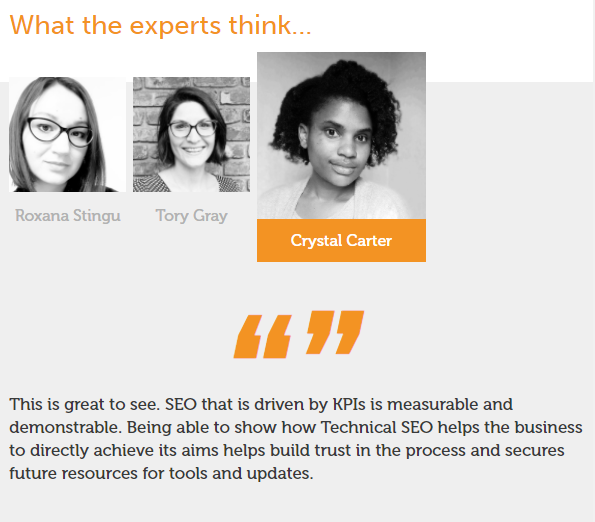 What the experts think...
Roxana Stingu
Tory Gray
Crystal Carter
“ ”
This is great to see. SEO that is driven by KPIs is measurable and
demonstrable. Being able to show how Technical SEO helps the business
to directly achieve its aims helps build trust in the process and secures
future resources for tools and updates.